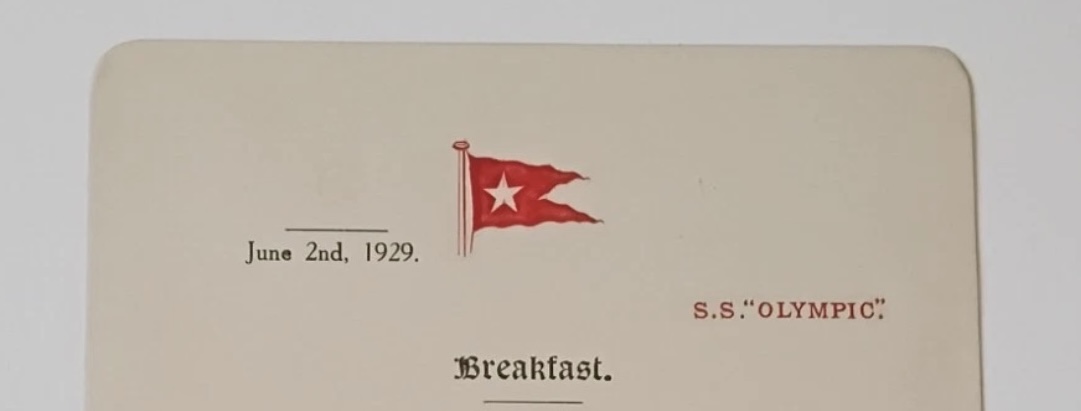 June 2nd, 1929.
S.S."OLYMPIC".
Breakfast.